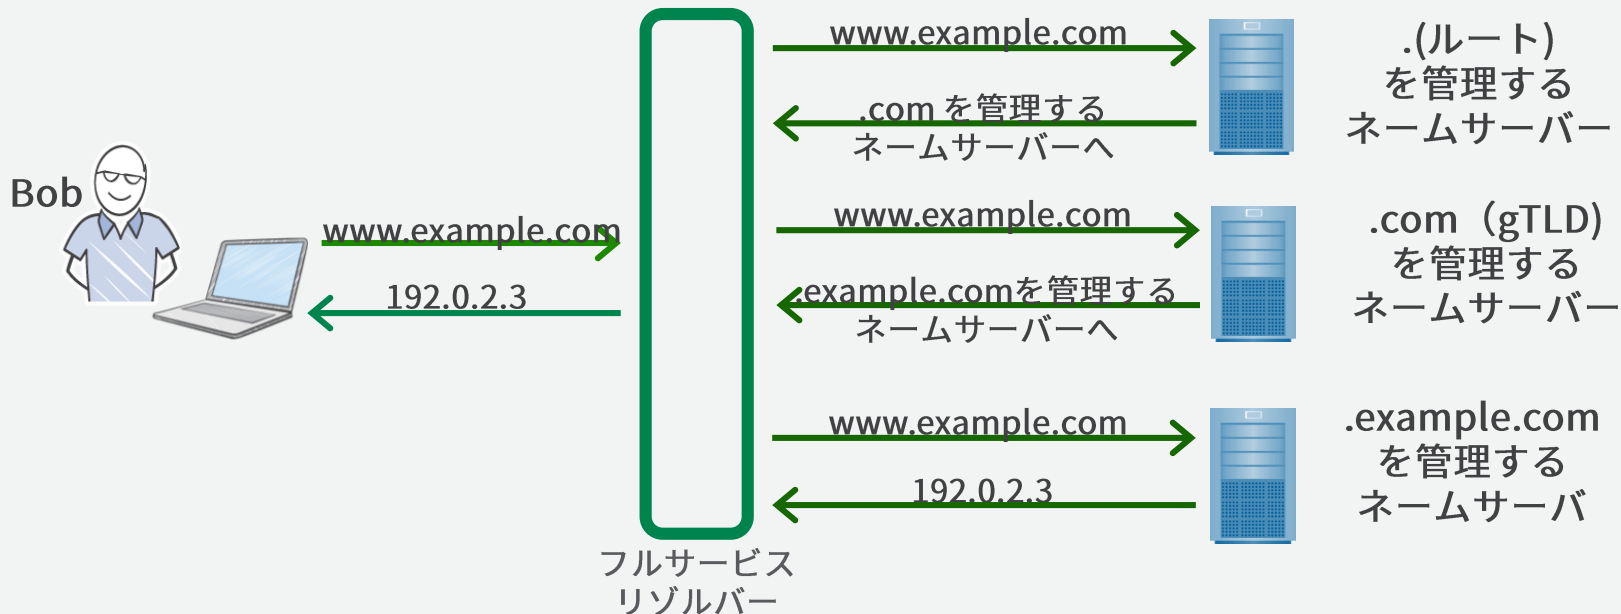 Bob
www.example.com
192.0.2.3
フルサービス
リゾルバー
www.example.com
.com を管理する
ネームサーバーへ
.(ルート)
を管理する
ネームサーバー
www.example.com
.example.comを管理する
ネームサーバーへ
.com（gTLD)
を管理する
ネームサーバー
www.example.com
192.0.2.3
.example.com
を管理する
ネームサーバ